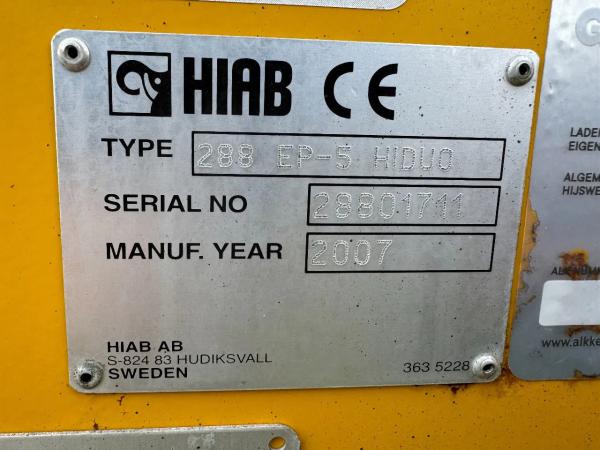 HIAB CE
TYPE 288 EP-5 HIDUO
SERIAL NO 28801711
MANUF. YEAR 2007
HIAB AB
S-824 83 HUDIKSVALL
SWEDEN 363 5228
G
LADE
EIGEN
ALGEM
HIJSWE
www.alkke